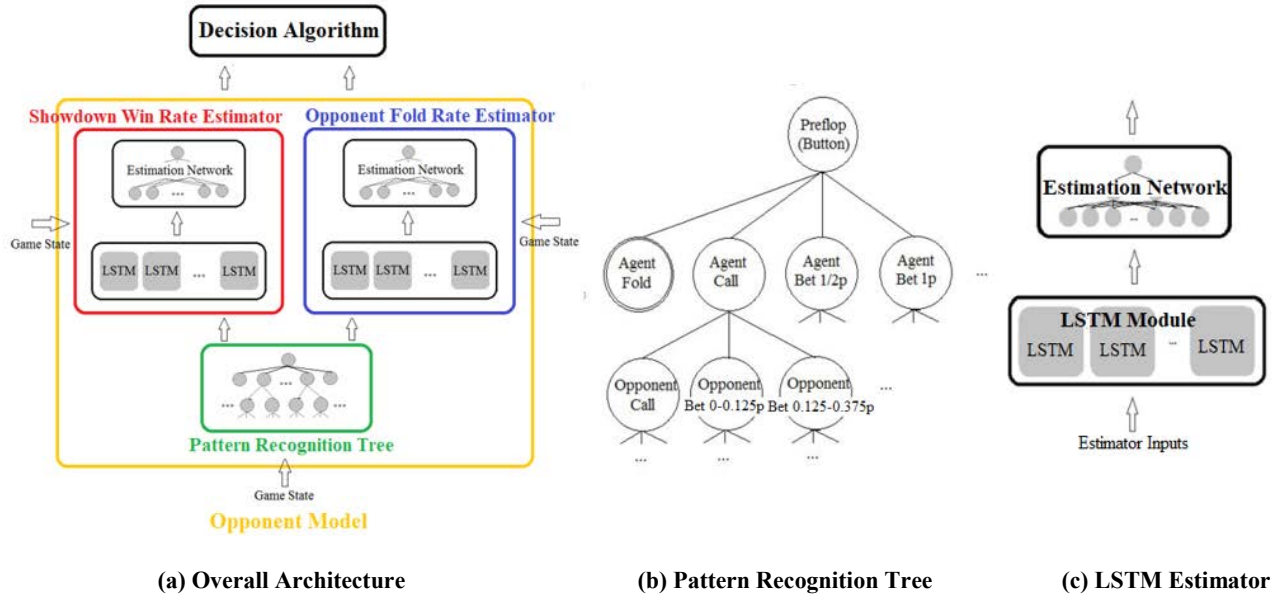 Decision Algorithm
Showdown Win Rate Estimator
Opponent Fold Rate Estimator
Estimation Network
...
Estimation Network
...
Game State
Game State
LSTM LSTM ... LSTM
LSTM LSTM ... LSTM
...
... ...
Pattern Recognition Tree
Game State
Opponent Model
(a) Overall Architecture
Preflop
(Button)
Agent
Fold
Agent
Call
Agent
Bet 1/2p
Agent
Bet 1p
...
Opponent
Call
Opponent
Bet 0-0.125p
Opponent
Bet 0.125-0.375p
...
... ... ...
(b) Pattern Recognition Tree
Estimation Network
...
LSTM Module
LSTM LSTM ... LSTM
Estimator Inputs
(c) LSTM Estimator